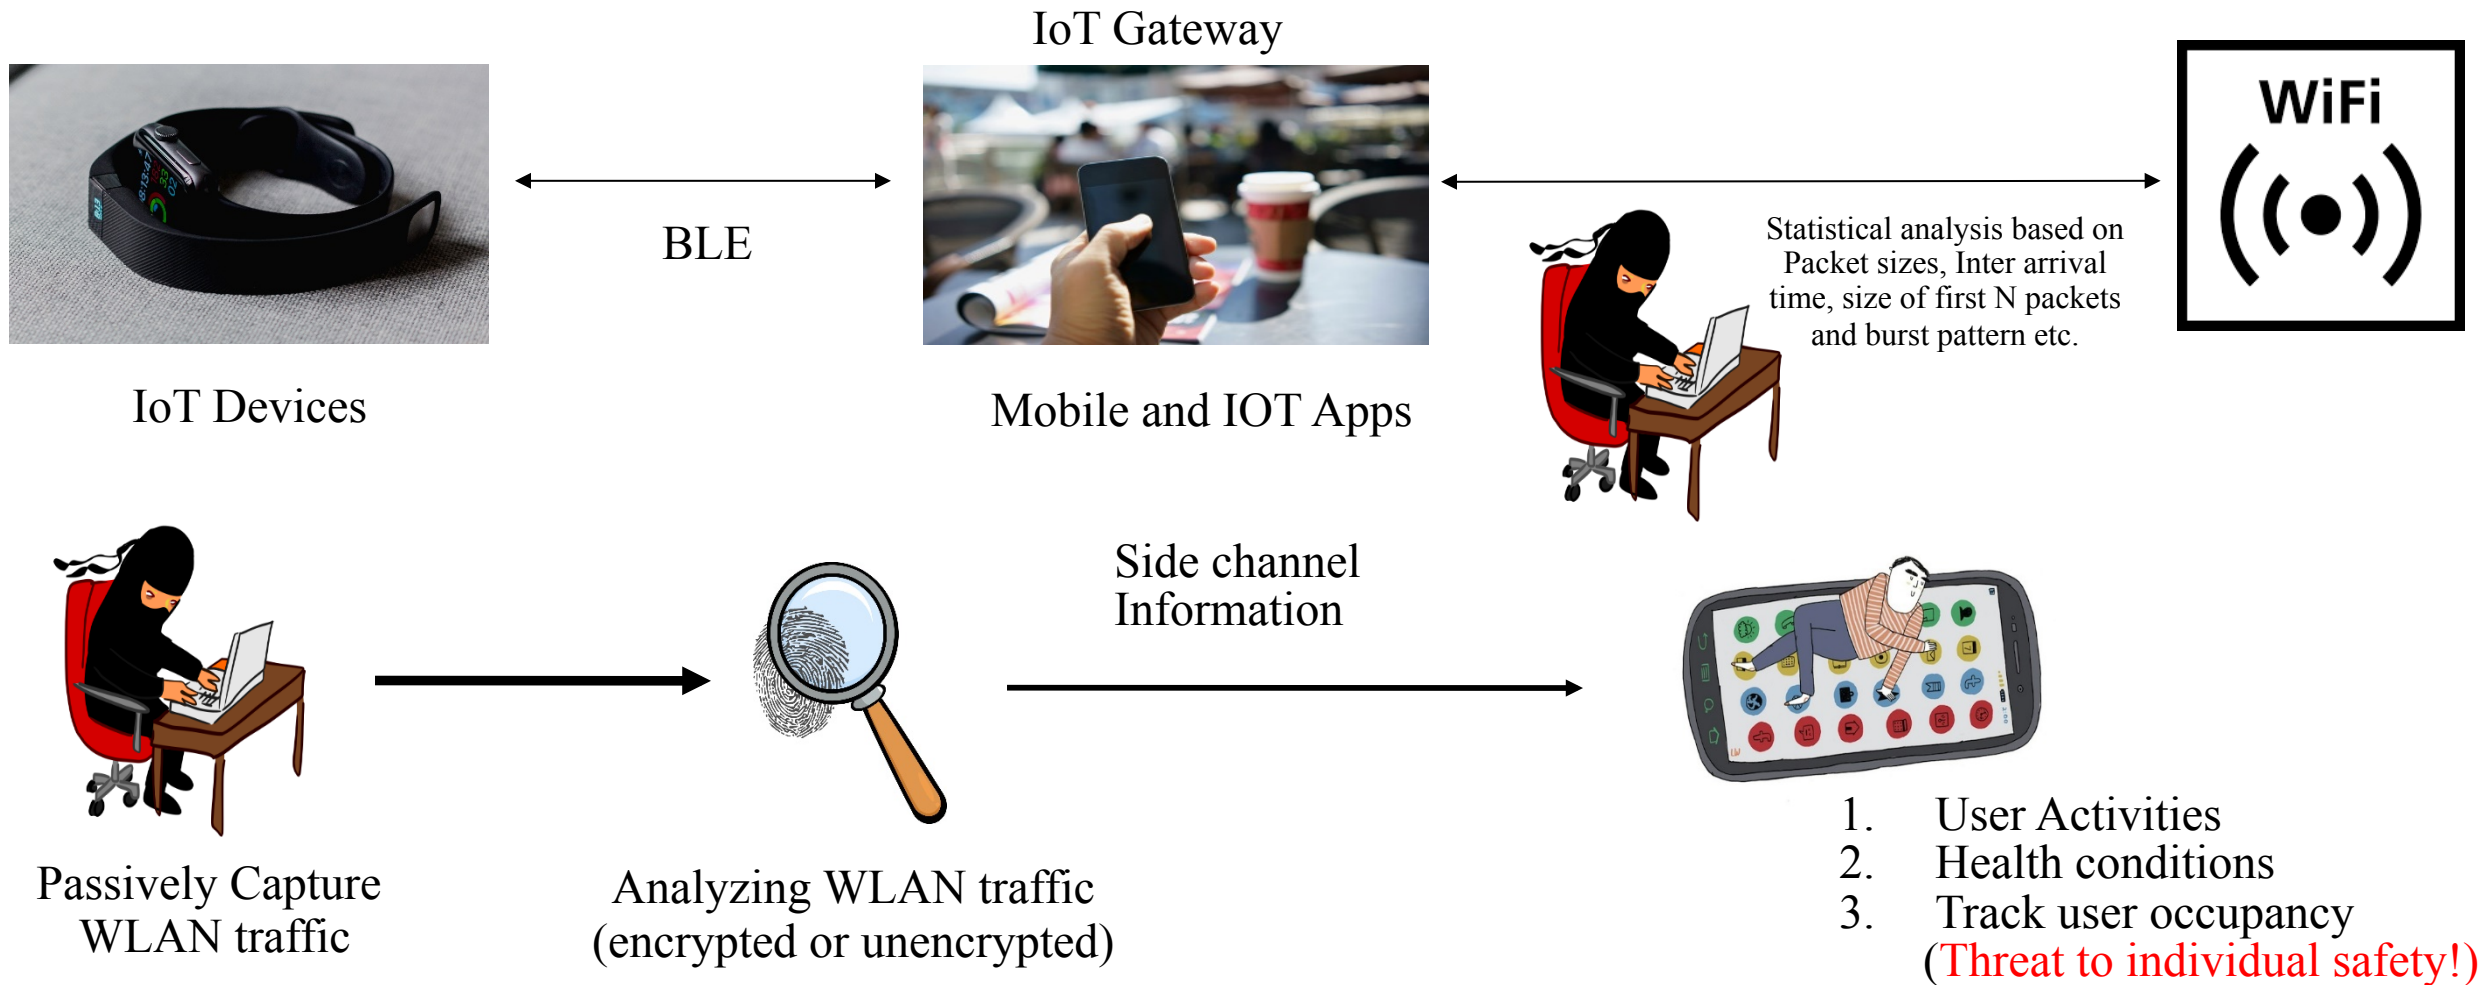 IoT Gateway
WiFi
BLE
Statistical analysis based on
Packet sizes, Inter arrival
time, size of first N packets
and burst pattern etc.
IoT Devices
Mobile and IOT Apps
Side channel
Information
Passively Capture
WLAN traffic
Analyzing WLAN traffic
(encrypted or unencrypted)
1. User Activities
2. Health conditions
3. Track user occupancy
(Threat to individual safety!)